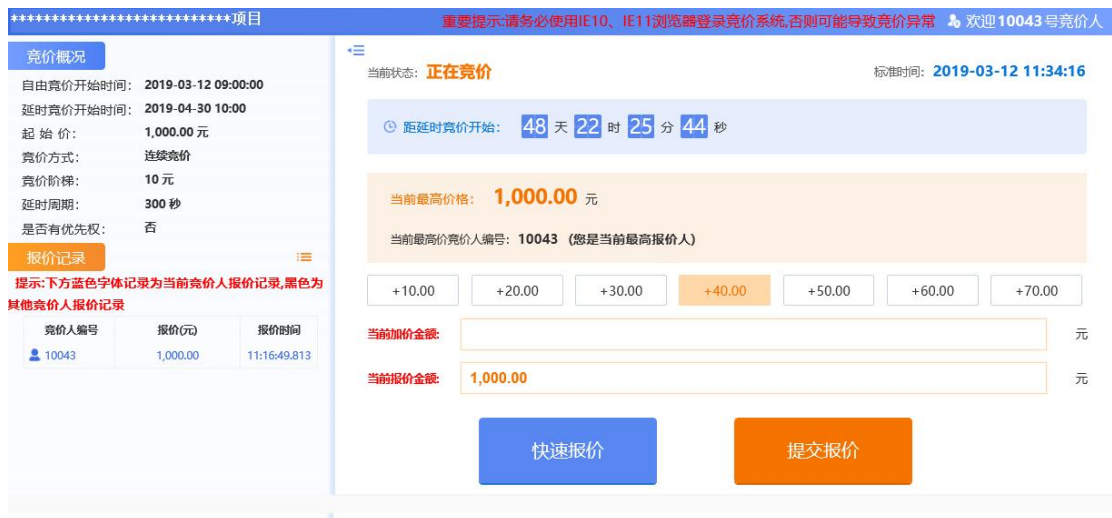 ***************************项目
重要提示:请务必使用IE10、IE11浏览器登录竞价系统,否则可能导致竞价异常 欢迎10043号竞价人
竞价概况
自由竞价开始时间: 2019-03-12 09:00:00
延时竞价开始时间: 2019-04-30 10:00
起 始 价: 1,000.00 元
竞价方式: 连续竞价
竞价阶梯: 10 元
延时周期: 300 秒
是否有优先权: 否
报价记录
提示:下方蓝色字体记录为当前竞价人报价记录,黑色为
其他竞价人报价记录
竞价人编号 报价(元) 报价时间
10043 1,000.00 11:16:49.813
当前状态: 正在竞价 标准时间: 2019-03-12 11:34:16
距延时竞价开始: 48 天 22 时 25 分 44 秒
当前最高价格: 1,000.00 元
当前最高价竞价人编号: 10043 (您是当前最高报价人)
+10.00 +20.00 +30.00 +40.00 +50.00 +60.00 +70.00
当前加价金额: 元
当前报价金额: 1,000.00 元
快速报价 提交报价